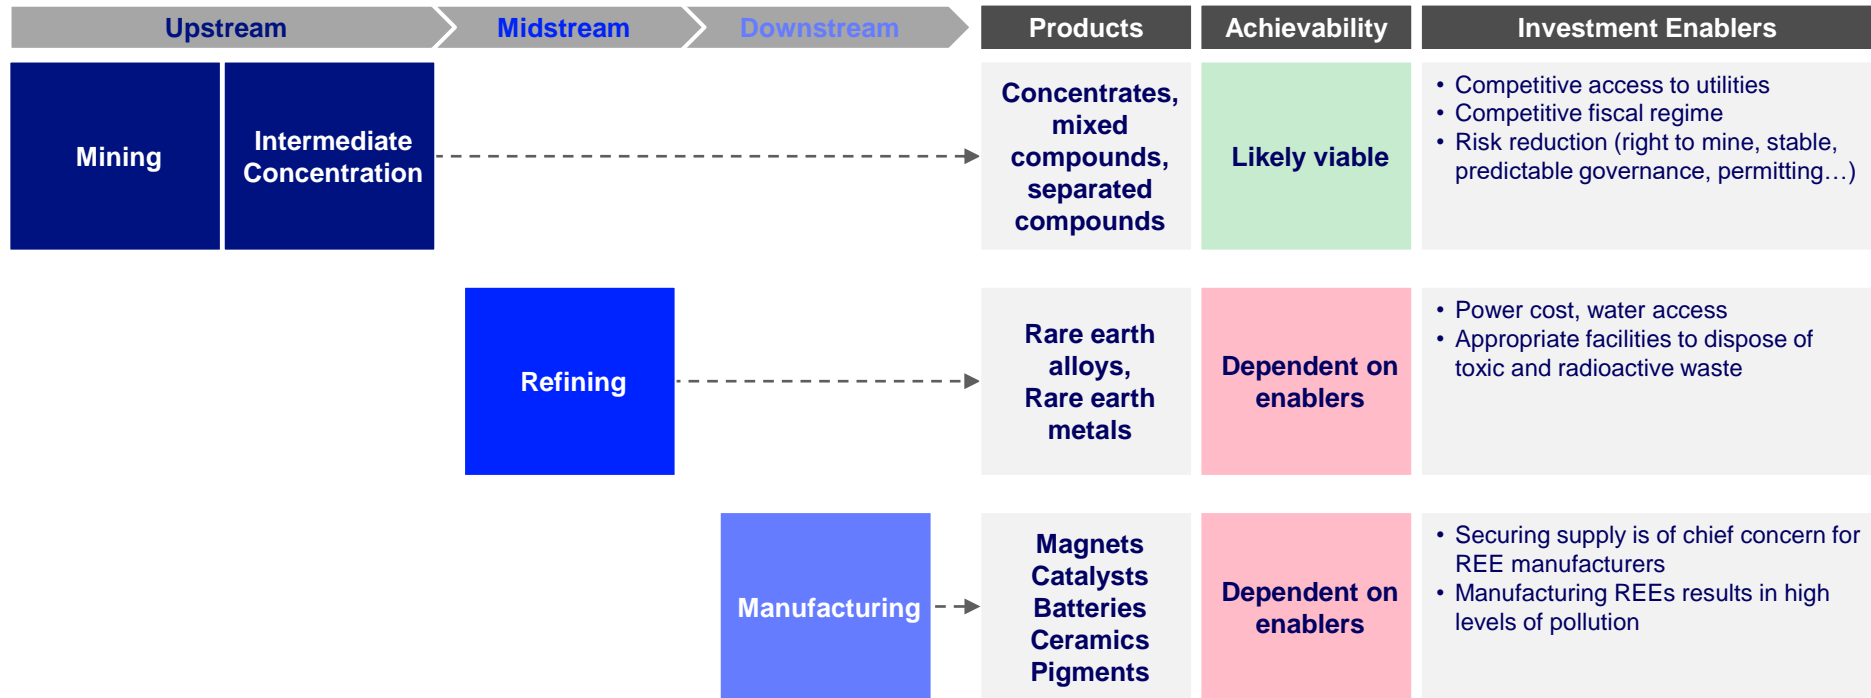 Upstream
Midstream
Downstream
Products
Achievability
Investment Enablers
Mining
Intermediate
Concentration
Concentrates,
mixed
compounds,
separated
compounds
Likely viable
• Competitive access to utilities
• Competitive fiscal regime
• Risk reduction (right to mine, stable,
predictable governance, permitting…)
Refining
Rare earth
alloys,
Rare earth
metals
Dependent on
enablers
• Power cost, water access
• Appropriate facilities to dispose of
toxic and radioactive waste
Manufacturing
Magnets
Catalysts
Batteries
Ceramics
Pigments
Dependent on
enablers
• Securing supply is of chief concern for
REE manufacturers
• Manufacturing REEs results in high
levels of pollution